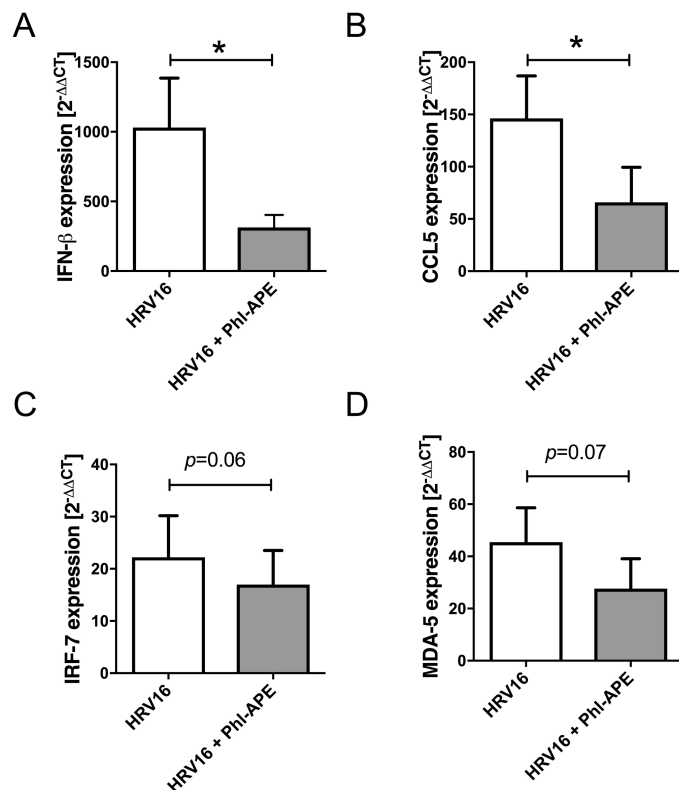 A
IFN-β expression [2-ΔΔCT]
1500
1000
500
0
*
HRV16
HRV16 + Phl-APE
B
CCL5 expression [2-ΔΔCT]
200
150
100
50
0
*
HRV16
HRV16 + Phl-APE
C
IRF-7 expression [2-ΔΔCT]
40
30
20
10
0
p=0.06
HRV16
HRV16 + Phl-APE
D
MDA-5 expression [2-ΔΔCT]
80
60
40
20
0
p=0.07
HRV16
HRV16 + Phl-APE